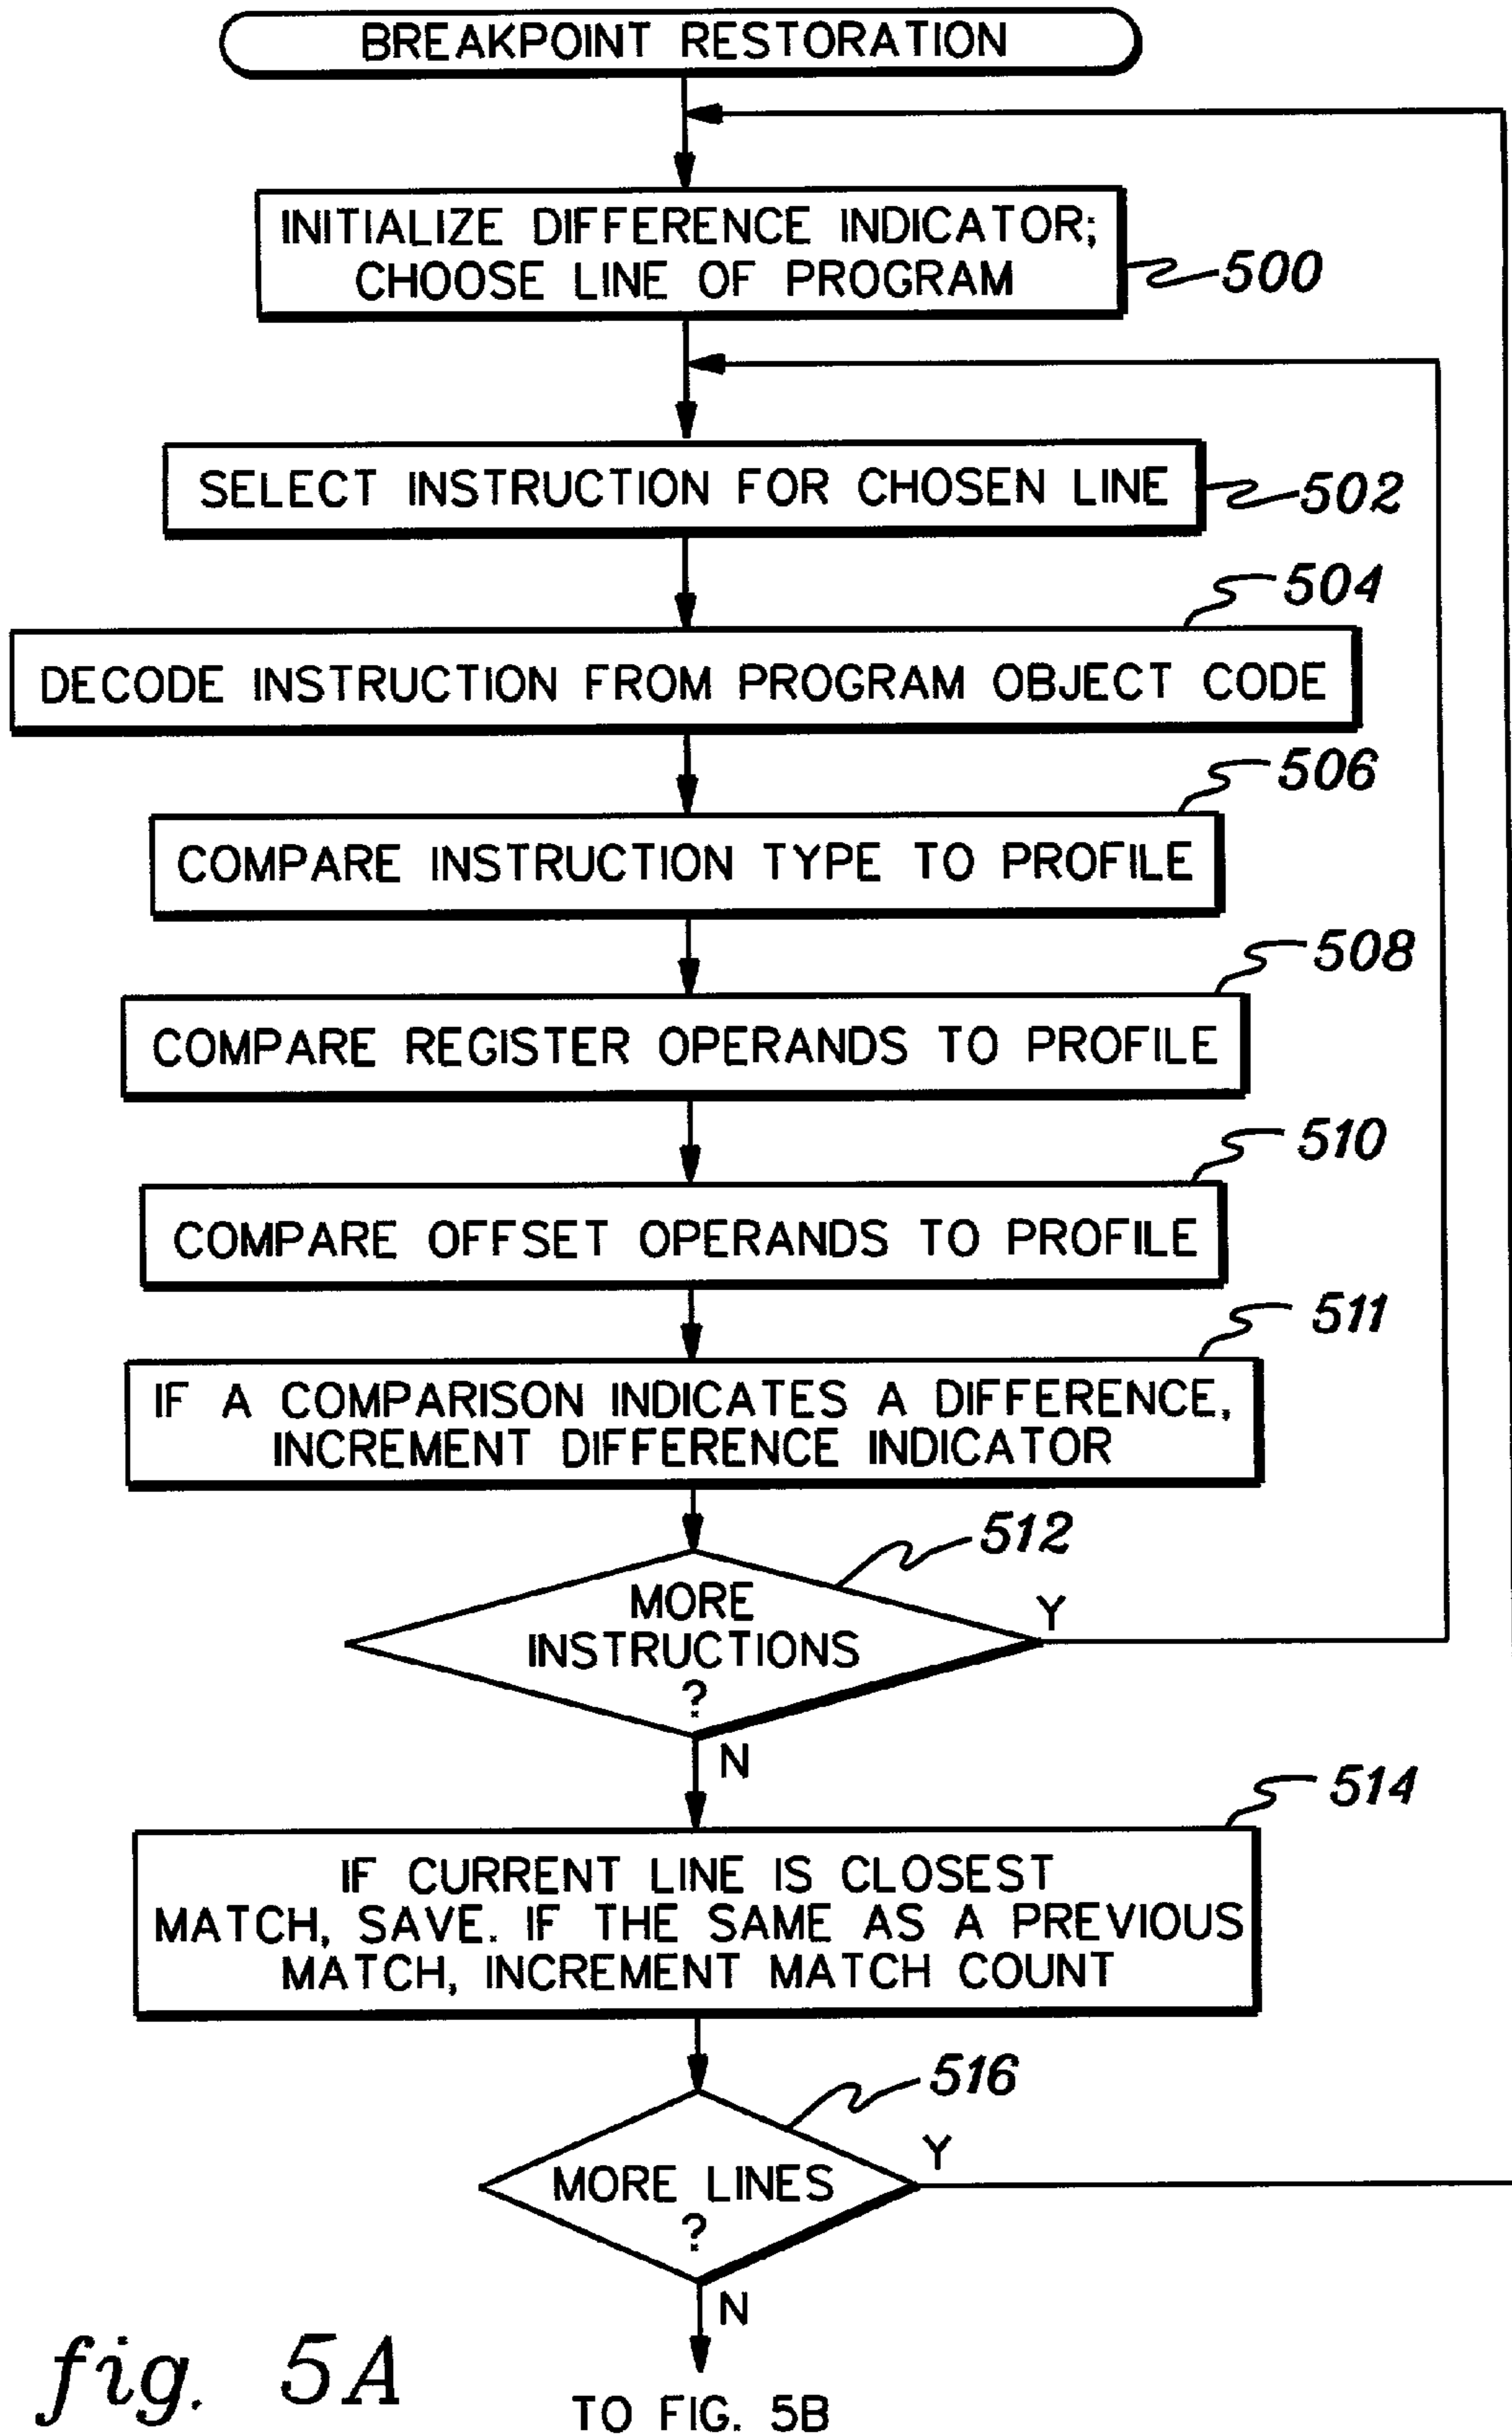 BREAKPOINT RESTORATION
INITIALIZE DIFFERENCE INDICATOR;
CHOOSE LINE OF PROGRAM
500
SELECT INSTRUCTION FOR CHOSEN LINE
502
504
DECODE INSTRUCTION FROM PROGRAM OBJECT CODE
506
COMPARE INSTRUCTION TYPE TO PROFILE
508
COMPARE REGISTER OPERANDS TO PROFILE
510
COMPARE OFFSET OPERANDS TO PROFILE
511
IF A COMPARISON INDICATES A DIFFERENCE,
INCREMENT DIFFERENCE INDICATOR
512
MORE
INSTRUCTIONS
?
Y
N
514
IF CURRENT LINE IS CLOSEST
MATCH, SAVE. IF THE SAME AS A PREVIOUS
MATCH, INCREMENT MATCH COUNT
516
MORE LINES
?
Y
N
fig. 5A
TO FIG. 5B